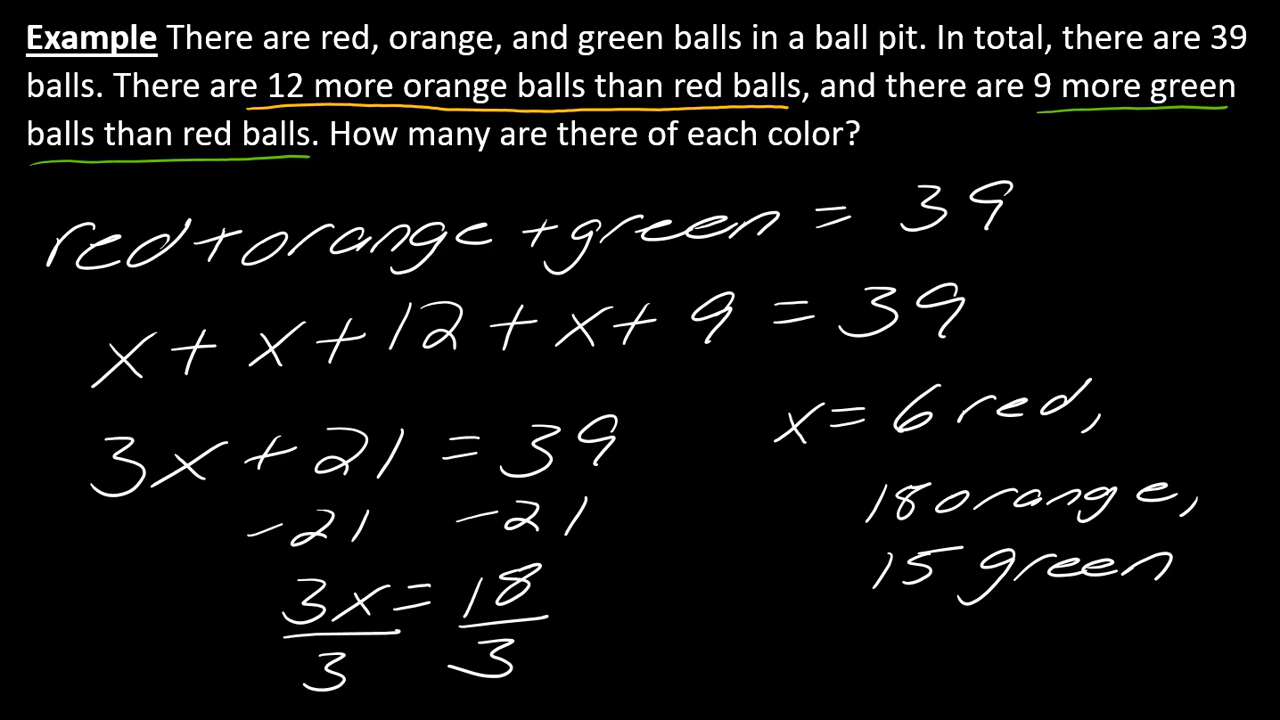 Example There are red, orange, and green balls in a ball pit. In total, there are 39
balls. There are 12 more orange balls than red balls, and there are 9 more green
balls than red balls. How many are there of each color?
red + orange + green = 39
x + x + 12 + x + 9 = 39
3x + 21 = 39
-21 -21
3x = 18
3 3
x = 6 red,
18 orange,
15 green